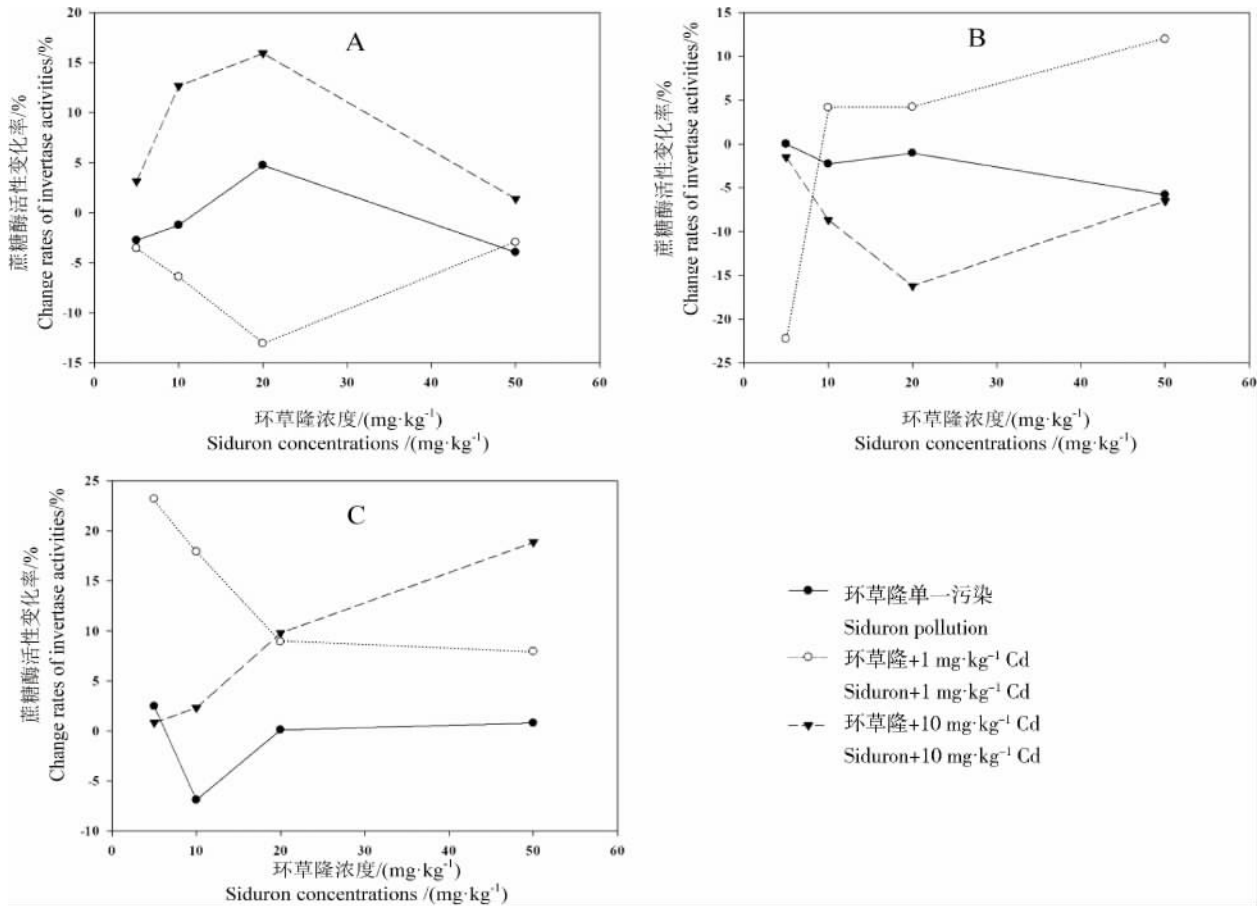 A
20
15
10
5
0
-5
-10
-15
蔗糖酶活性变化率/%
Change rates of invertase activities/%
0 10 20 30 40 50 60
环草隆浓度/(mg·kg⁻¹)
Siduron concentrations /(mg·kg⁻¹)
B
20
15
10
5
0
-5
-10
-15
-20
-25
蔗糖酶活性变化率/%
Change rates of invertase activities/%
0 10 20 30 40 50 60
环草隆浓度/(mg·kg⁻¹)
Siduron concentrations /(mg·kg⁻¹)
C
25
20
15
10
5
0
-5
-10
蔗糖酶活性变化率/%
Change rates of invertase activities/%
0 10 20 30 40 50 60
环草隆浓度/(mg·kg⁻¹)
Siduron concentrations /(mg·kg⁻¹)
环草隆单一污染
Siduron pollution
环草隆+1 mg·kg⁻¹ Cd
Siduron+1 mg·kg⁻¹ Cd
环草隆+10 mg·kg⁻¹ Cd
Siduron+10 mg·kg⁻¹ Cd